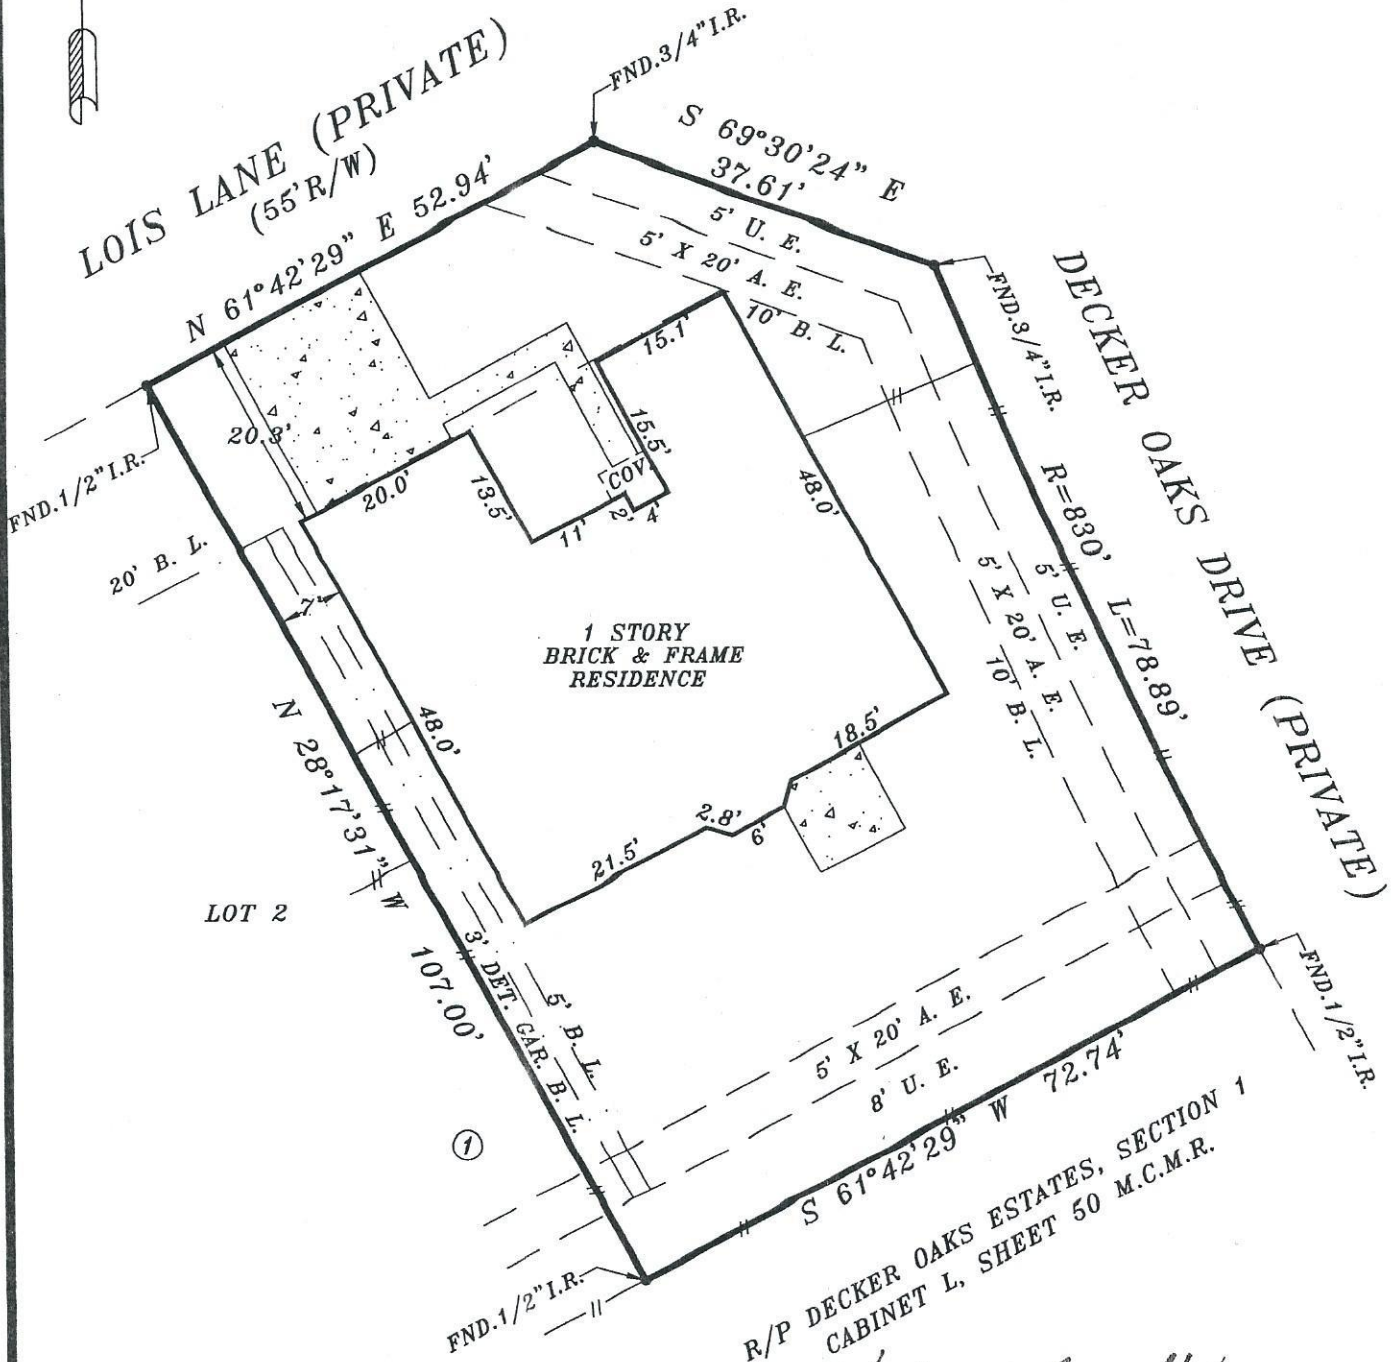 LOIS LANE (PRIVATE)
(55'R/W)
FND.3/4"I.R.
S 69°30'24" E
37.61'
N 61°42'29" E 52.94'
5' U. E.
5' X 20' A. E.
10' B. L.
FND.3/4"I.R.
DECKER OAKS DRIVE (PRIVATE)
R=830' L=78.89'
15.1'
20.3'
15.5'
COV.
20.0'
13.5'
11'
2'
4'
48.0'
FND.1/2"I.R.
20' B. L.
7'
5' U. E.
5' X 20' A. E.
10' B. L.
1 STORY
BRICK & FRAME
RESIDENCE
48.0'
18.5'
2.8'
6'
21.5'
N 28°17'31" W 107.00'
LOT 2
3' DET. GAR. B. L.
5' B. L.
5' X 20' A. E.
8' U. E.
FND.1/2"I.R.
S 61°42'29" W 72.74'
1
FND.1/2"I.R.
R/P DECKER OAKS ESTATES, SECTION 1
CABINET L, SHEET 50 M.C.M.R.